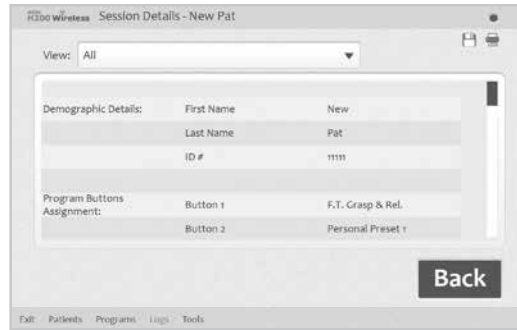 H200 Wireless Session Details - New Pat
View: All
Demographic Details: First Name New
Last Name Pat
ID # 11111
Program Buttons
Assignment: Button 1 F.T. Grasp & Rel.
Button 2 Personal Preset 1
Back
Exit Patients Programs Logs Tools